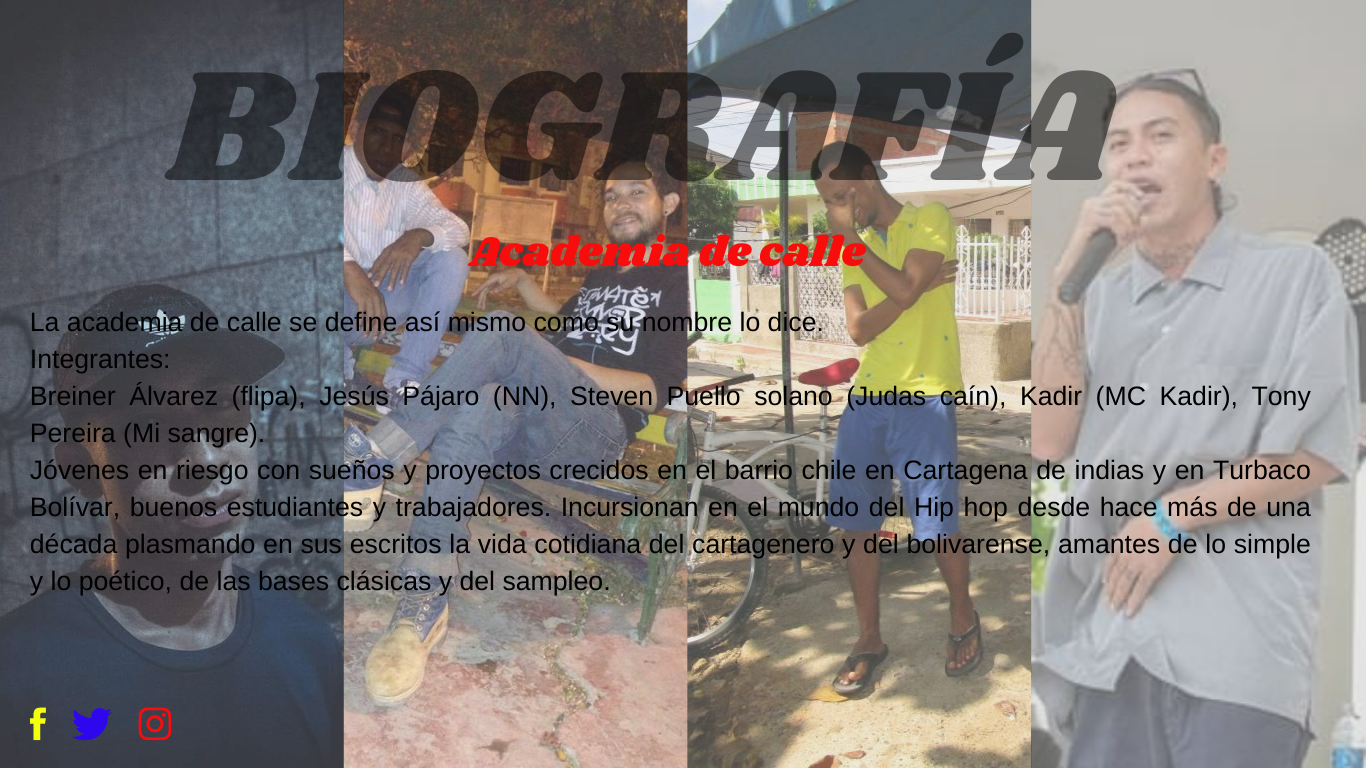 BIOGRAFÍA
Academia de calle
La academia de calle se define así mismo como su nombre lo dice.
Integrantes:
Breiner Álvarez (flipa), Jesús Pájaro (NN), Steven Puello solano (Judas caín), Kadir (MC Kadir), Tony
Pereira (Mi sangre).
Jóvenes en riesgo con sueños y proyectos crecidos en el barrio chile en Cartagena de indias y en Turbaco
Bolívar, buenos estudiantes y trabajadores. Incursionan en el mundo del Hip hop desde hace más de una
década plasmando en sus escritos la vida cotidiana del cartagenero y del bolivarense, amantes de lo simple
y lo poético, de las bases clásicas y del sampleo.